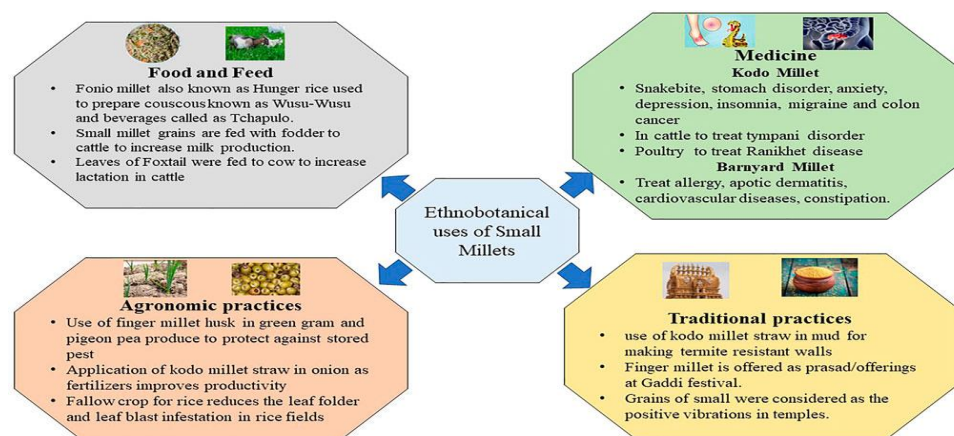 Food and Feed
• Fonio millet also known as Hunger rice used
to prepare couscous known as Wusu-Wusu
and beverages called as Tchapulo.
• Small millet grains are fed with fodder to
cattle to increase milk production.
• Leaves of Foxtail were fed to cow to increase
lactation in cattle
Medicine
Kodo Millet
• Snakebite, stomach disorder, anxiety,
depression, insomnia, migraine and colon
cancer
• In cattle to treat tympani disorder
• Poultry to treat Ranikhet disease
Barnyard Millet
• Treat allergy, apotic dermatitis,
cardiovascular diseases, constipation.
Ethnobotanical
uses of Small
Millets
Agronomic practices
• Use of finger millet husk in green gram and
pigeon pea produce to protect against stored
pest
• Application of kodo millet straw in onion as
fertilizers improves productivity
• Fallow crop for rice reduces the leaf folder
and leaf blast infestation in rice fields
Traditional practices
• use of kodo millet straw in mud for
making termite resistant walls
• Finger millet is offered as prasad/offerings
at Gaddi festival.
• Grains of small were considered as the
positive vibrations in temples.